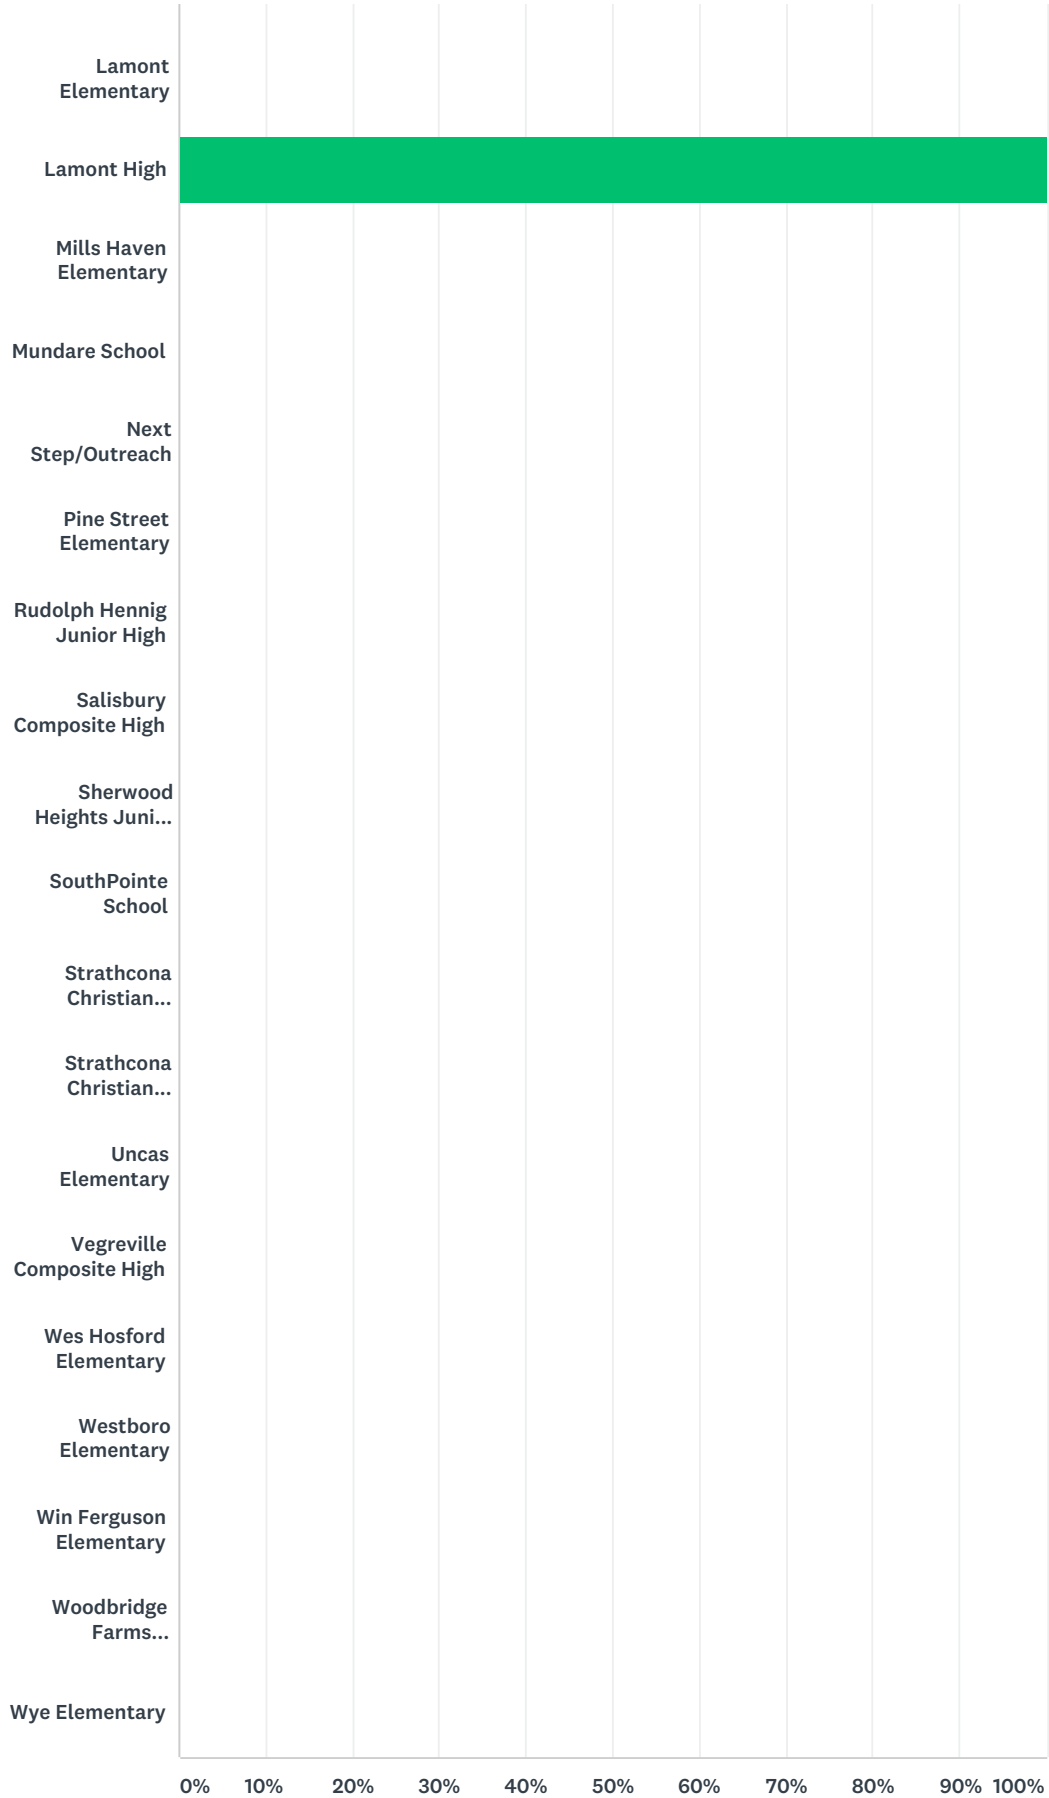 Lamont
Elementary
Lamont High
Mills Haven
Elementary
Mundare School
Next
Step/Outreach
Pine Street
Elementary
Rudolph Hennig
Junior High
Salisbury
Composite High
Sherwood
Heights Juni...
SouthPointe
School
Strathcona
Christian...
Strathcona
Christian...
Uncas
Elementary
Vegreville
Composite High
Wes Hosford
Elementary
Westboro
Elementary
Win Ferguson
Elementary
Woodbridge
Farms...
Wye Elementary
0% 10% 20% 30% 40% 50% 60% 70% 80% 90% 100%